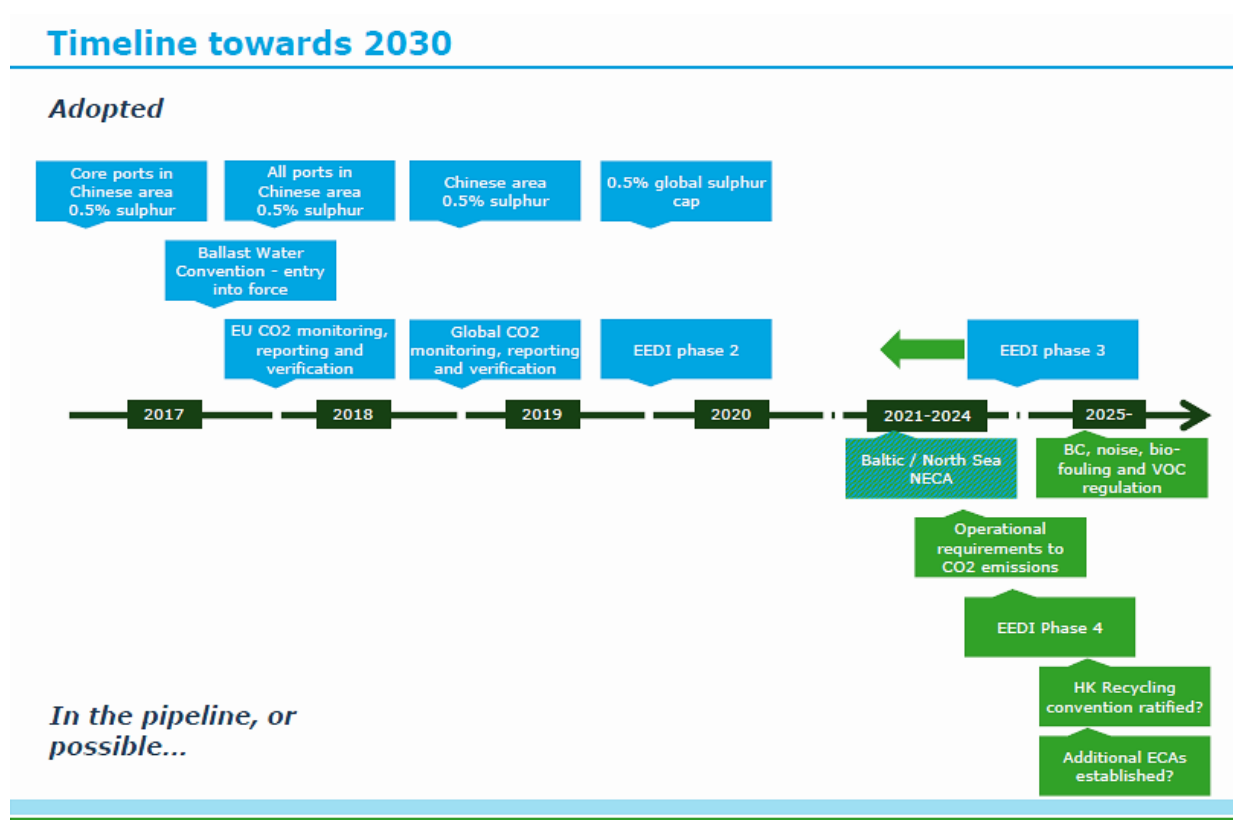 Timeline towards 2030
Adopted
Core ports in
Chinese area
0.5% sulphur
All ports in
Chinese area
0.5% sulphur
Chinese area
0.5% sulphur
0.5% global sulphur
cap
Ballast Water
Convention - entry
into force
EU CO2 monitoring,
reporting and
verification
Global CO2
monitoring, reporting
and verification
EEDI phase 2
EEDI phase 3
2017
2018
2019
2020
2021-2024
2025-
Baltic / North Sea
NECA
BC, noise, bio-
fouling and VOC
regulation
Operational
requirements to
CO2 emissions
EEDI Phase 4
HK Recycling
convention ratified?
Additional ECAs
established?
In the pipeline, or
possible...